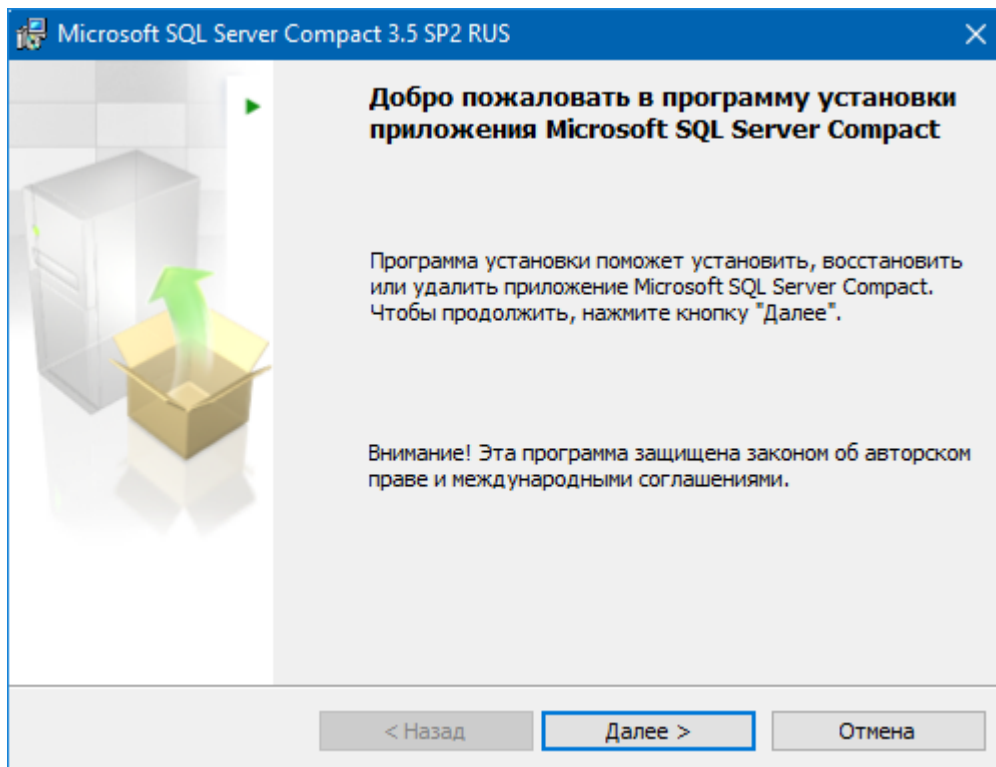 Microsoft SQL Server Compact 3.5 SP2 RUS
Добро пожаловать в программу установки
приложения Microsoft SQL Server Compact
Программа установки поможет установить, восстановить
или удалить приложение Microsoft SQL Server Compact.
Чтобы продолжить, нажмите кнопку "Далее".
Внимание! Эта программа защищена законом об авторском
праве и международными соглашениями.
< Назад
Далее >
Отмена